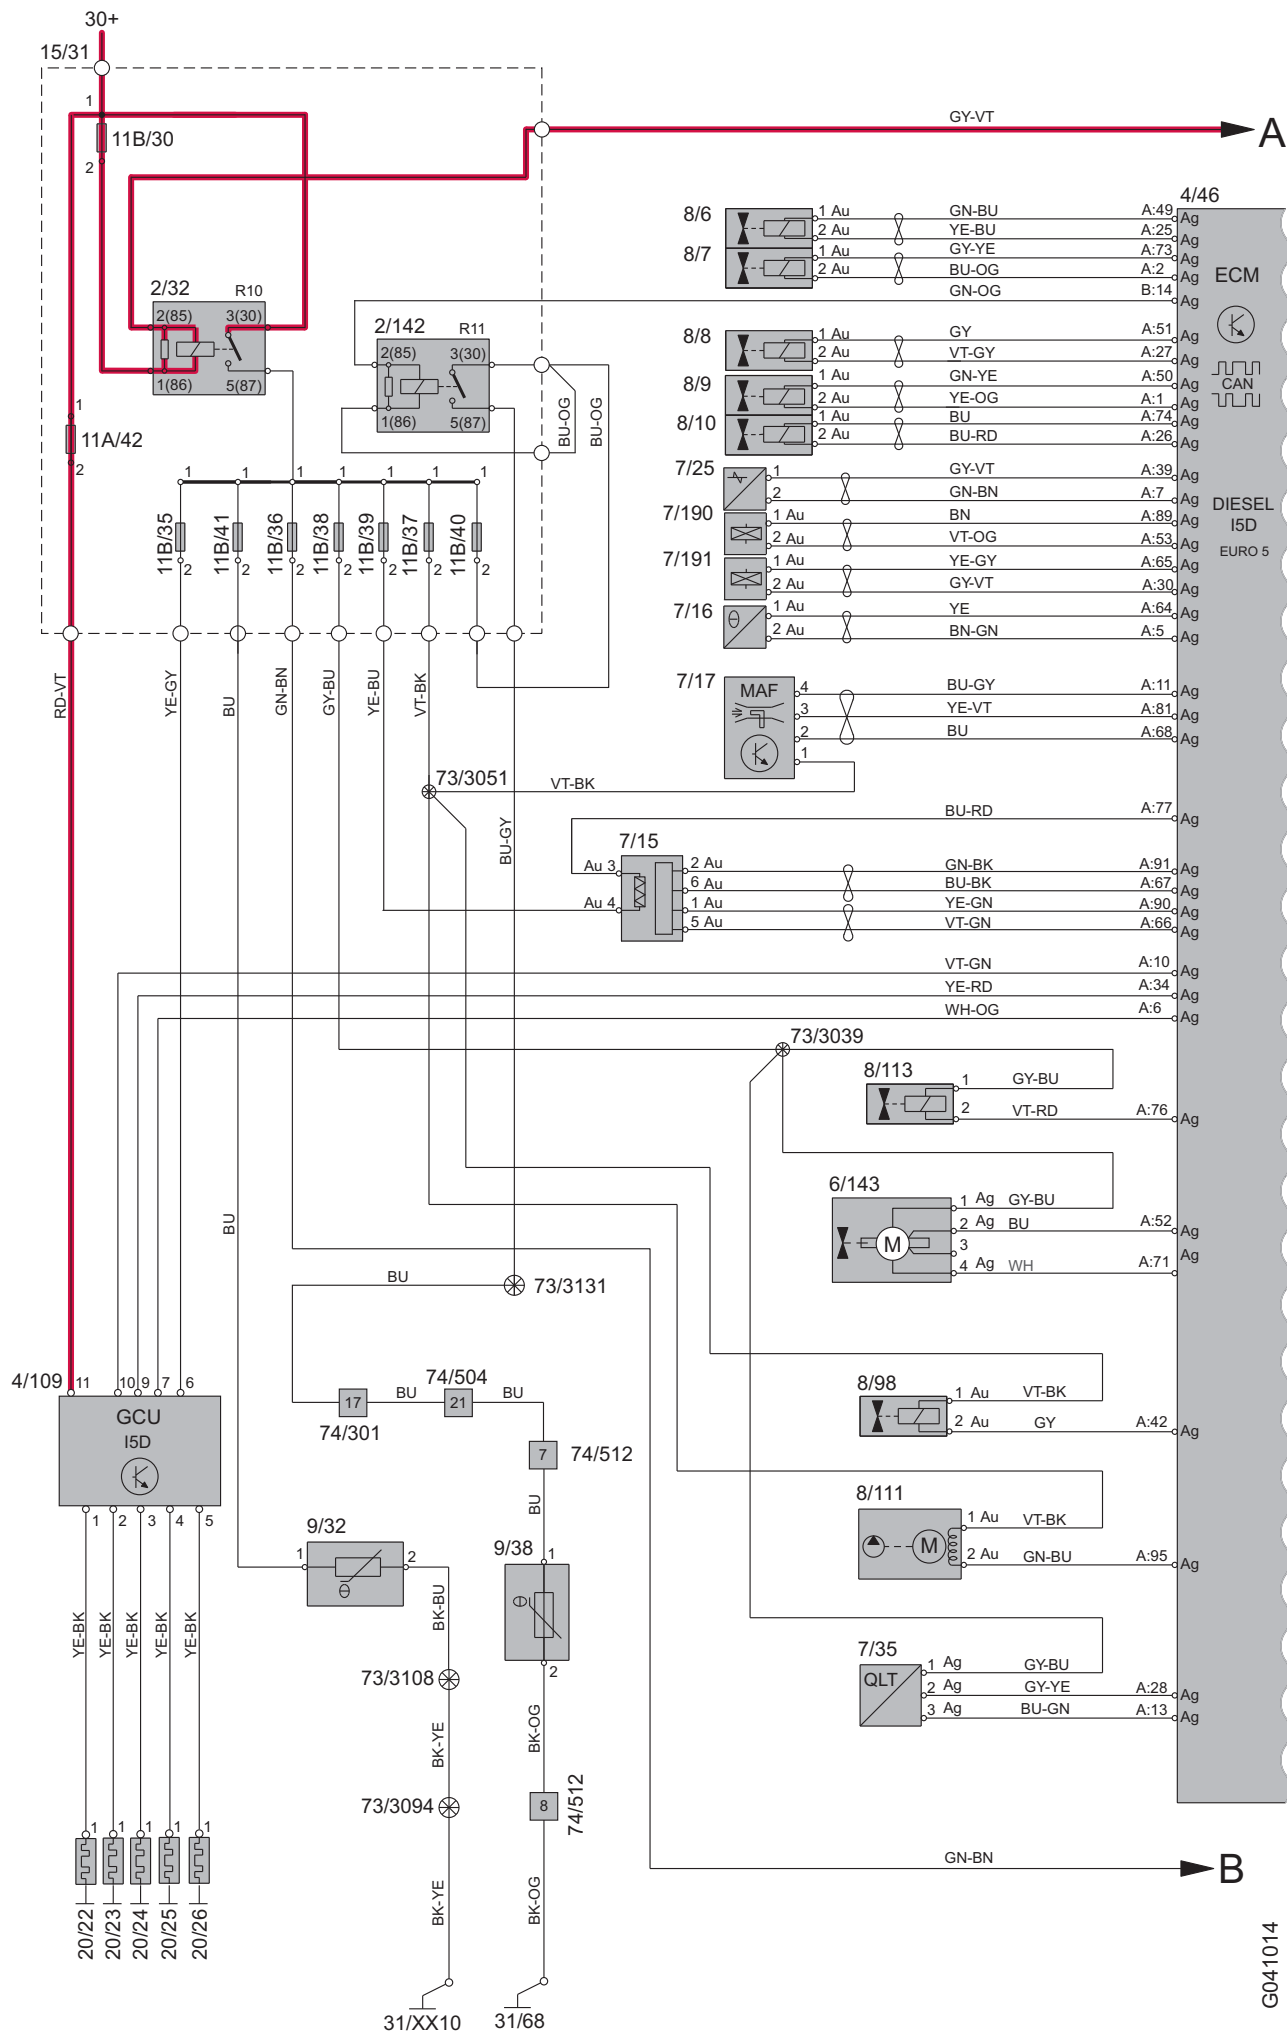 30+
15/31
1
11B/30
2
GY-VT
A
4/46
8/6
1 Au GN-BU A:49 Ag
2 Au YE-BU A:25 Ag
8/7
1 Au GY-YE A:73 Ag
2 Au BU-OG A:2 Ag
ECM
GN-OG B:14 Ag
2/32 R10
2(85) 3(30)
1(86) 5(87)
2/142 R11
2(85) 3(30)
1(86) 5(87)
BU-OG
BU-OG
8/8
1 Au GY A:51 Ag
2 Au VT-GY A:27 Ag
8/9
1 Au GN-YE A:50 Ag
2 Au YE-OG A:1 Ag
CAN
8/10
1 Au BU A:74 Ag
2 Au BU-RD A:26 Ag
1
11A/42
2
7/25
1 GY-VT A:39 Ag
2 GN-BN A:7 Ag
DIESEL
I5D
EURO 5
7/190
1 Au BN A:89 Ag
2 Au VT-OG A:53 Ag
7/191
1 Au YE-GY A:65 Ag
2 Au GY-VT A:30 Ag
7/16
1 Au YE A:64 Ag
2 Au BN-GN A:5 Ag
1 1 1 1 1 1 1
11B/35 11B/41 11B/36 11B/38 11B/39 11B/37 11B/40
2 2 2 2 2 2 2
RD-VT YE-GY BU GN-BN GY-BU YE-BU VT-BK
7/17
MAF
4 BU-GY A:11 Ag
3 YE-VT A:81 Ag
2 BU A:68 Ag
1
73/3051 VT-BK
BU-GY
BU-RD A:77 Ag
7/15
Au 3
Au 4
2 Au GN-BK A:91 Ag
6 Au BU-BK A:67 Ag
1 Au YE-GN A:90 Ag
5 Au VT-GN A:66 Ag
VT-GN A:10 Ag
YE-RD A:34 Ag
WH-OG A:6 Ag
73/3039
8/113
1 GY-BU
2 VT-RD A:76 Ag
6/143
M
1 Ag GY-BU
2 Ag BU A:52 Ag
3 Ag
4 Ag WH A:71
BU
BU
73/3131
4/109
11 10 9 7 6
GCU
I5D
1 2 3 4 5
74/504
17 BU 21 BU
74/301
7 74/512
8/98
1 Au VT-BK
2 Au GY A:42 Ag
BU
8/111
M
1 Au VT-BK
2 Au GN-BU A:95 Ag
9/32
1 2
θ
9/38
1
θ
2
YE-BK YE-BK YE-BK YE-BK YE-BK
BK-BU
73/3108
BK-YE
73/3094
BK-YE
31/XX10
BK-OG
8 74/512
BK-OG
31/68
7/35
QLT
1 Ag GY-BU
2 Ag GY-YE A:28 Ag
3 Ag BU-GN A:13 Ag
1 1 1 1 1
20/22 20/23 20/24 20/25 20/26
GN-BN
B
G041014